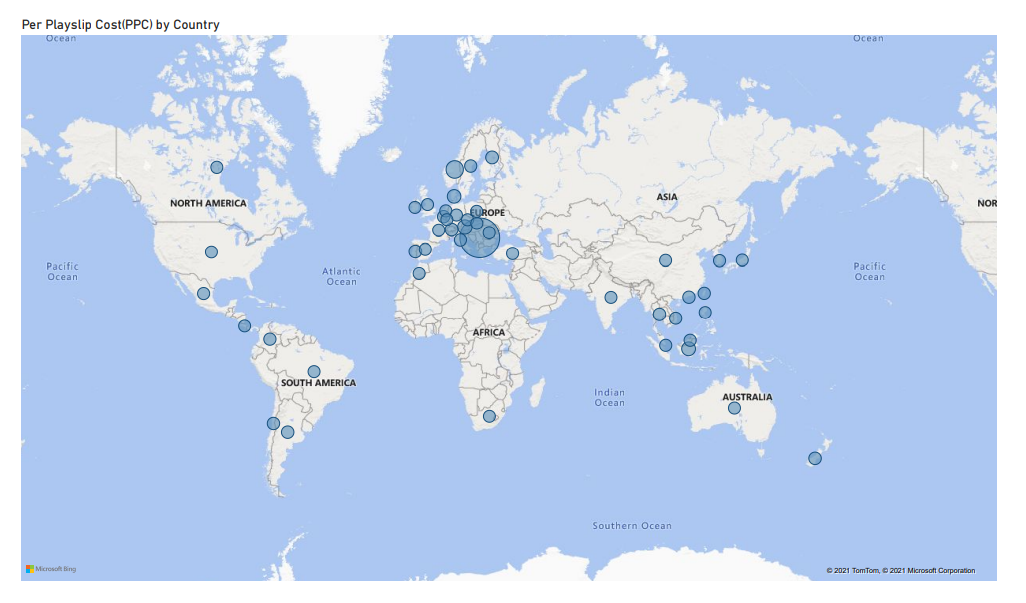 Per Playslip Cost(PPC) by Country
Ocean
Ocean
NORTH AMERICA
EUROPE
ASIA
NOR
Pacific
Ocean
Atlantic
Ocean
Pacific
Ocean
AFRICA
SOUTH AMERICA
Indian
Ocean
AUSTRALIA
Southern Ocean
Microsoft Bing
© 2021 TomTom, © 2021 Microsoft Corporation